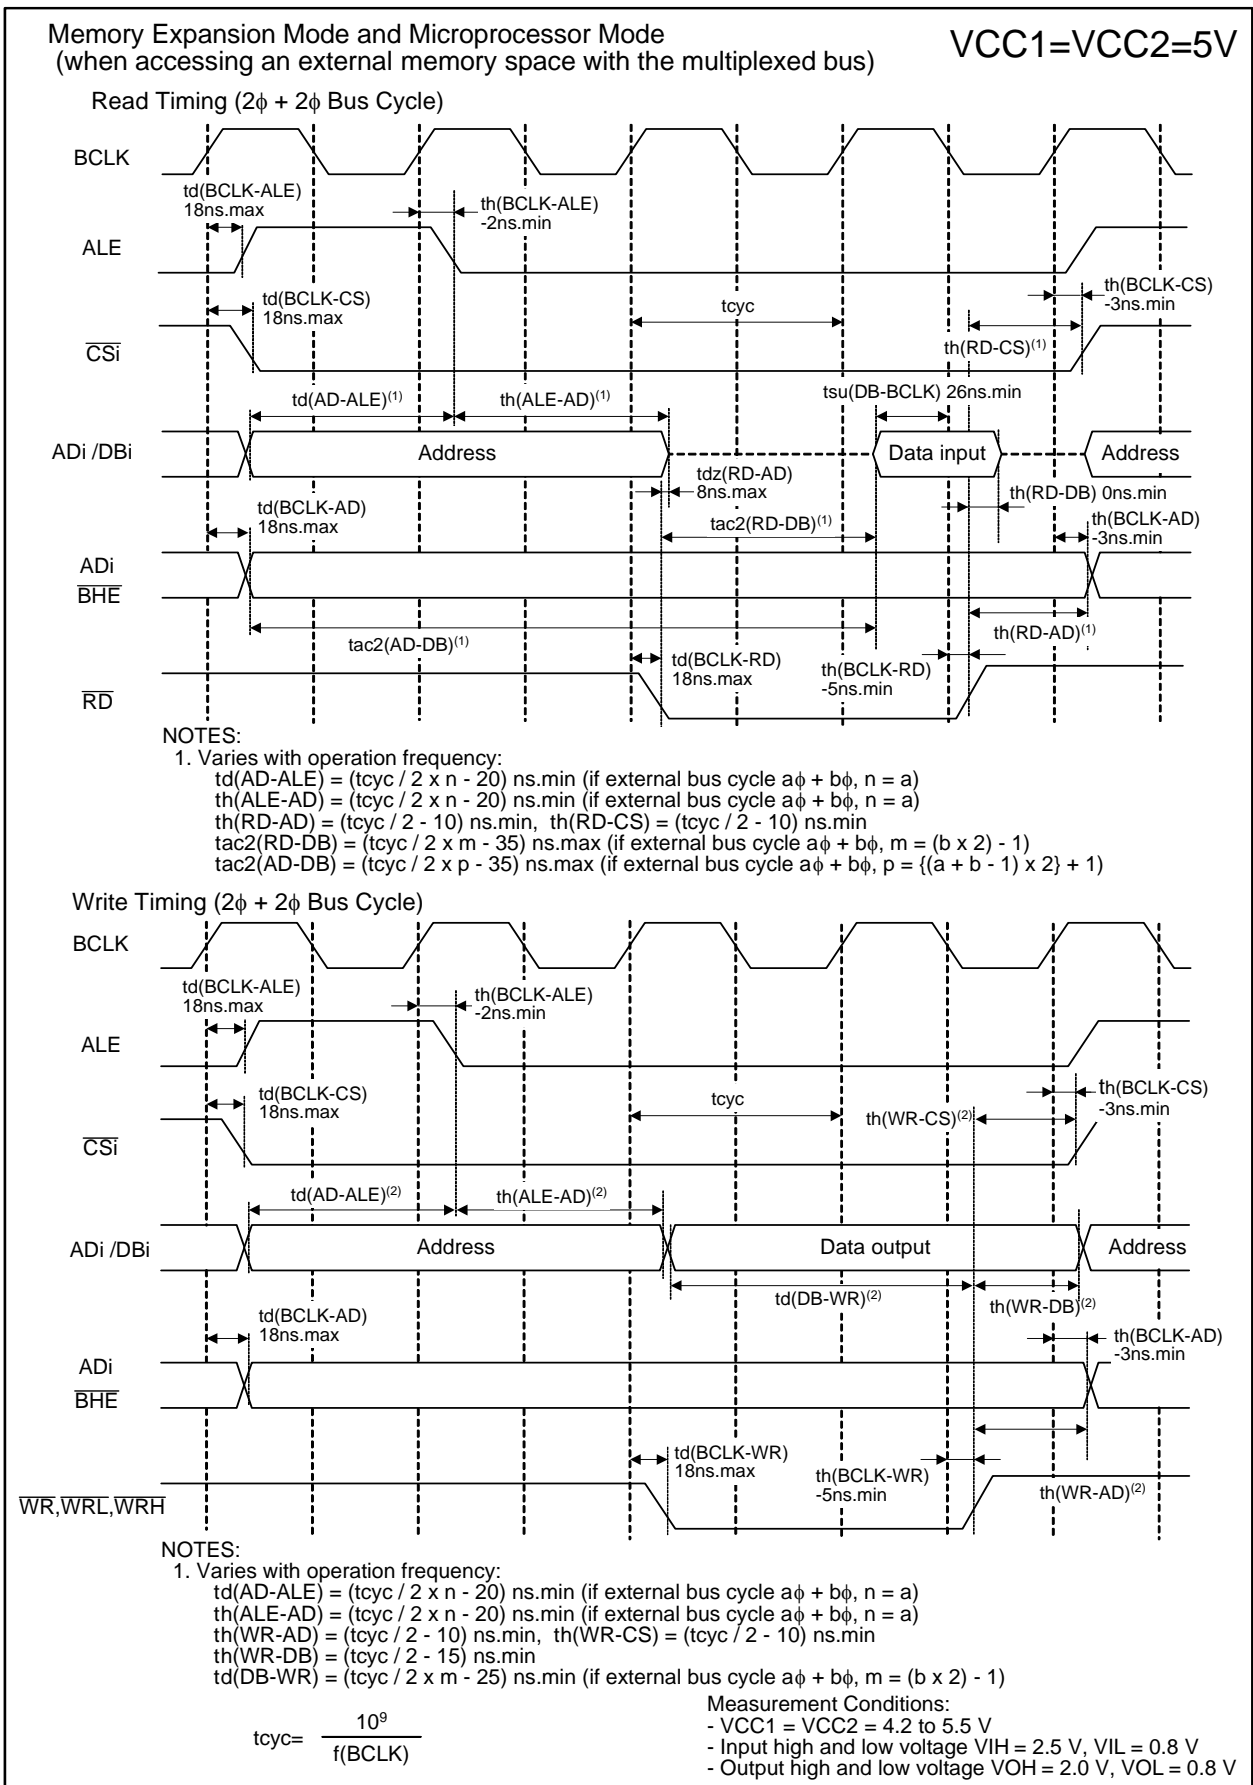 Memory Expansion Mode and Microprocessor Mode
(when accessing an external memory space with the multiplexed bus)
VCC1=VCC2=5V
Read Timing (2ϕ + 2ϕ Bus Cycle)
BCLK
td(BCLK-ALE)
18ns.max
th(BCLK-ALE)
-2ns.min
ALE
td(BCLK-CS)
18ns.max
tcyc
th(BCLK-CS)
-3ns.min
CSi
th(RD-CS)(1)
td(AD-ALE)(1)
th(ALE-AD)(1)
tsu(DB-BCLK) 26ns.min
ADi /DBi
Address
Data input
Address
tdz(RD-AD)
8ns.max
th(RD-DB) 0ns.min
td(BCLK-AD)
18ns.max
tac2(RD-DB)(1)
th(BCLK-AD)
-3ns.min
ADi
BHE
tac2(AD-DB)(1)
th(RD-AD)(1)
td(BCLK-RD)
18ns.max
th(BCLK-RD)
-5ns.min
RD
NOTES:
1. Varies with operation frequency:
td(AD-ALE) = (tcyc / 2 x n - 20) ns.min (if external bus cycle aϕ + bϕ, n = a)
th(ALE-AD) = (tcyc / 2 x n - 20) ns.min (if external bus cycle aϕ + bϕ, n = a)
th(RD-AD) = (tcyc / 2 - 10) ns.min, th(RD-CS) = (tcyc / 2 - 10) ns.min
tac2(RD-DB) = (tcyc / 2 x m - 35) ns.max (if external bus cycle aϕ + bϕ, m = (b x 2) - 1)
tac2(AD-DB) = (tcyc / 2 x p - 35) ns.max (if external bus cycle aϕ + bϕ, p = {(a + b - 1) x 2} + 1)
Write Timing (2ϕ + 2ϕ Bus Cycle)
BCLK
td(BCLK-ALE)
18ns.max
th(BCLK-ALE)
-2ns.min
ALE
td(BCLK-CS)
18ns.max
tcyc
th(WR-CS)(2)
th(BCLK-CS)
-3ns.min
CSi
td(AD-ALE)(2)
th(ALE-AD)(2)
ADi /DBi
Address
Data output
Address
td(DB-WR)(2)
th(WR-DB)(2)
td(BCLK-AD)
18ns.max
th(BCLK-AD)
-3ns.min
ADi
BHE
td(BCLK-WR)
18ns.max
th(BCLK-WR)
-5ns.min
th(WR-AD)(2)
WR,WRL,WRH
NOTES:
1. Varies with operation frequency:
td(AD-ALE) = (tcyc / 2 x n - 20) ns.min (if external bus cycle aϕ + bϕ, n = a)
th(ALE-AD) = (tcyc / 2 x n - 20) ns.min (if external bus cycle aϕ + bϕ, n = a)
th(WR-AD) = (tcyc / 2 - 10) ns.min, th(WR-CS) = (tcyc / 2 - 10) ns.min
th(WR-DB) = (tcyc / 2 - 15) ns.min
td(DB-WR) = (tcyc / 2 x m - 25) ns.min (if external bus cycle aϕ + bϕ, m = (b x 2) - 1)
tcyc= 10⁹ / f(BCLK)
Measurement Conditions:
- VCC1 = VCC2 = 4.2 to 5.5 V
- Input high and low voltage VIH = 2.5 V, VIL = 0.8 V
- Output high and low voltage VOH = 2.0 V, VOL = 0.8 V